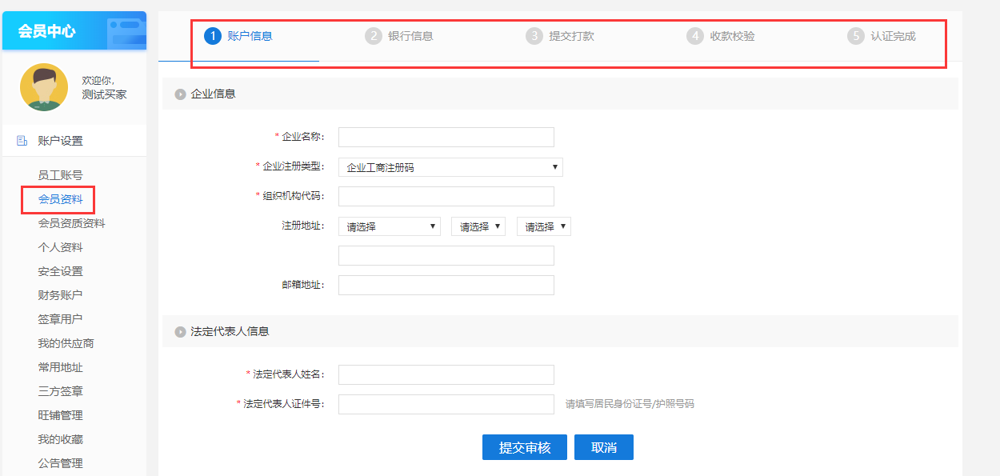 会员中心
欢迎你,
测试买家
账户设置
员工账号
会员资料
会员资质资料
个人资料
安全设置
财务账户
签章用户
我的供应商
常用地址
三方签章
旺铺管理
我的收藏
公告管理
1 账户信息 2 银行信息 3 提交打款 4 收款校验 5 认证完成
企业信息
* 企业名称:
* 企业注册类型: 企业工商注册码
* 组织机构代码:
注册地址: 请选择 请选择 请选择
邮箱地址:
法定代表人信息
* 法定代表人姓名:
* 法定代表人证件号: 请填写居民身份证号/护照号码
提交审核 取消